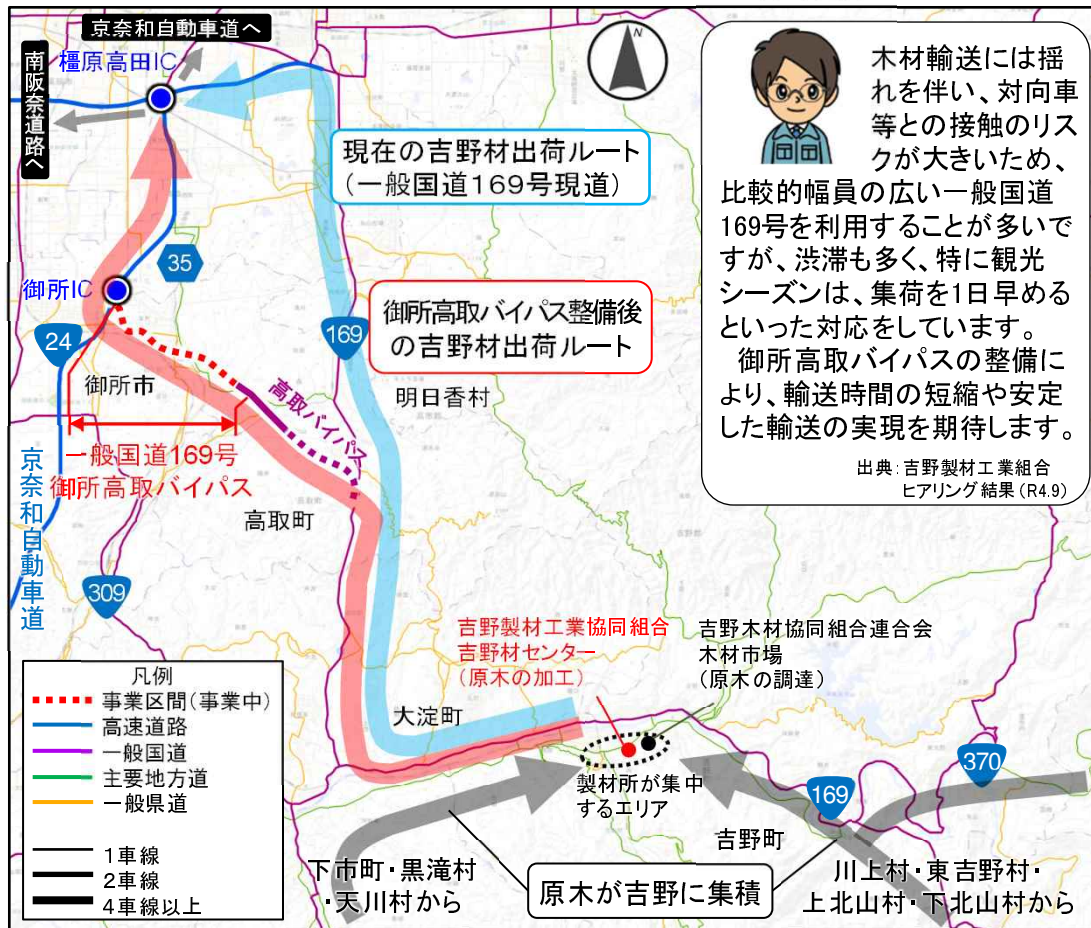 京奈和自動車道へ
橿原高田IC
南阪奈道路へ
N
現在の吉野材出荷ルート
(一般国道169号現道)
木材輸送には揺
れを伴い、対向車
等との接触のリス
クが大きいため、
比較的幅員の広い一般国道
169号を利用することが多いで
すが、渋滞も多く、特に観光
シーズンは、集荷を1日早める
といった対応をしています。
御所高取バイパスの整備に
より、輸送時間の短縮や安定
した輸送の実現を期待します。
出典:吉野製材工業組合
ヒアリング結果(R4.9)
35
御所IC
御所高取バイパス整備後
の吉野材出荷ルート
24
169
御所市
高取バイパス
明日香村
一般国道169号
御所高取バイパス
京奈和自動車道
高取町
309
吉野製材工業協同組合
吉野材センター
(原木の加工)
吉野木材協同組合連合会
木材市場
(原木の調達)
大淀町
製材所が集中
するエリア
370
169
吉野町
凡例
事業区間(事業中)
高速道路
一般国道
主要地方道
一般県道
1車線
2車線
4車線以上
下市町・黒滝村
・天川村から
原木が吉野に集積
川上村・東吉野村・
上北山村・下北山村から